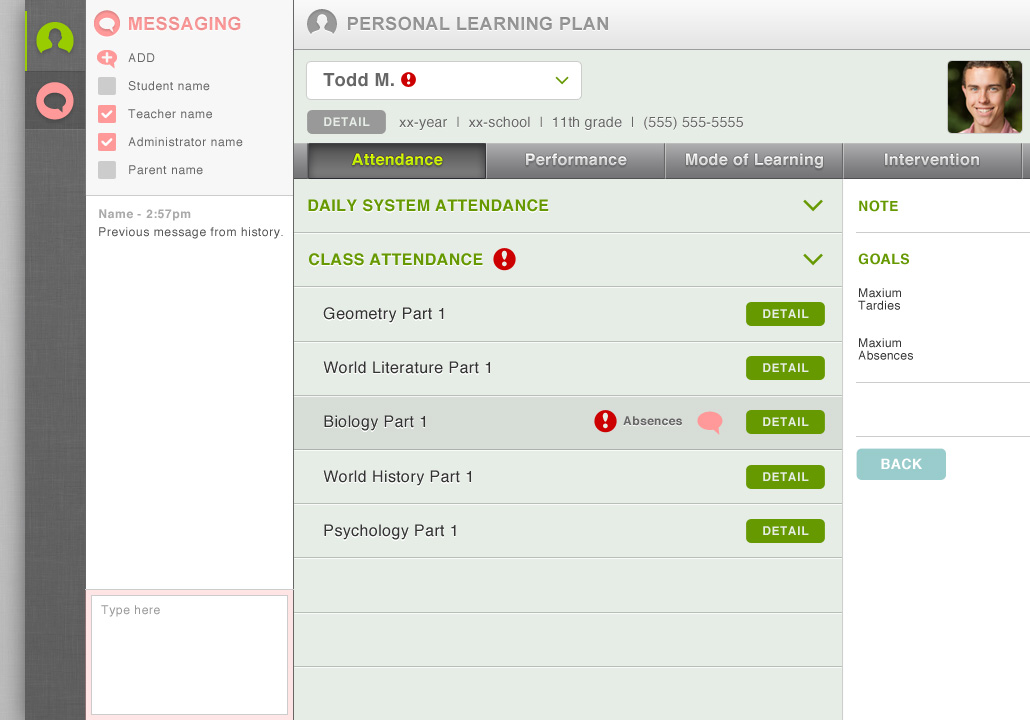 MESSAGING
ADD
Student name
Teacher name
Administrator name
Parent name
Name - 2:57pm
Previous message from history.
Type here
PERSONAL LEARNING PLAN
Todd M.
DETAIL xx-year | xx-school | 11th grade | (555) 555-5555
Attendance Performance Mode of Learning Intervention
DAILY SYSTEM ATTENDANCE
CLASS ATTENDANCE
Geometry Part 1 DETAIL
World Literature Part 1 DETAIL
Biology Part 1 Absences DETAIL
World History Part 1 DETAIL
Psychology Part 1 DETAIL
NOTE
GOALS
Maxium
Tardies
Maxium
Absences
BACK